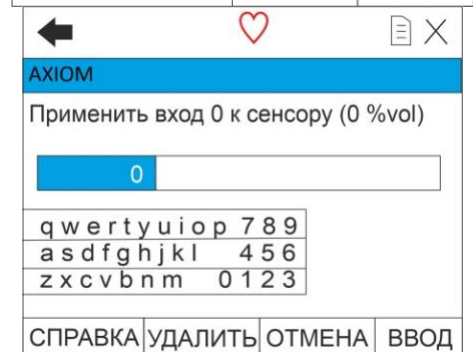 AXIOM
Применить вход 0 к сенсору (0 %vol)
0
q w e r t y u i o p 7 8 9
a s d f g h j k l 4 5 6
z x c v b n m 0 1 2 3
СПРАВКА УДАЛИТЬ ОТМЕНА ВВОД